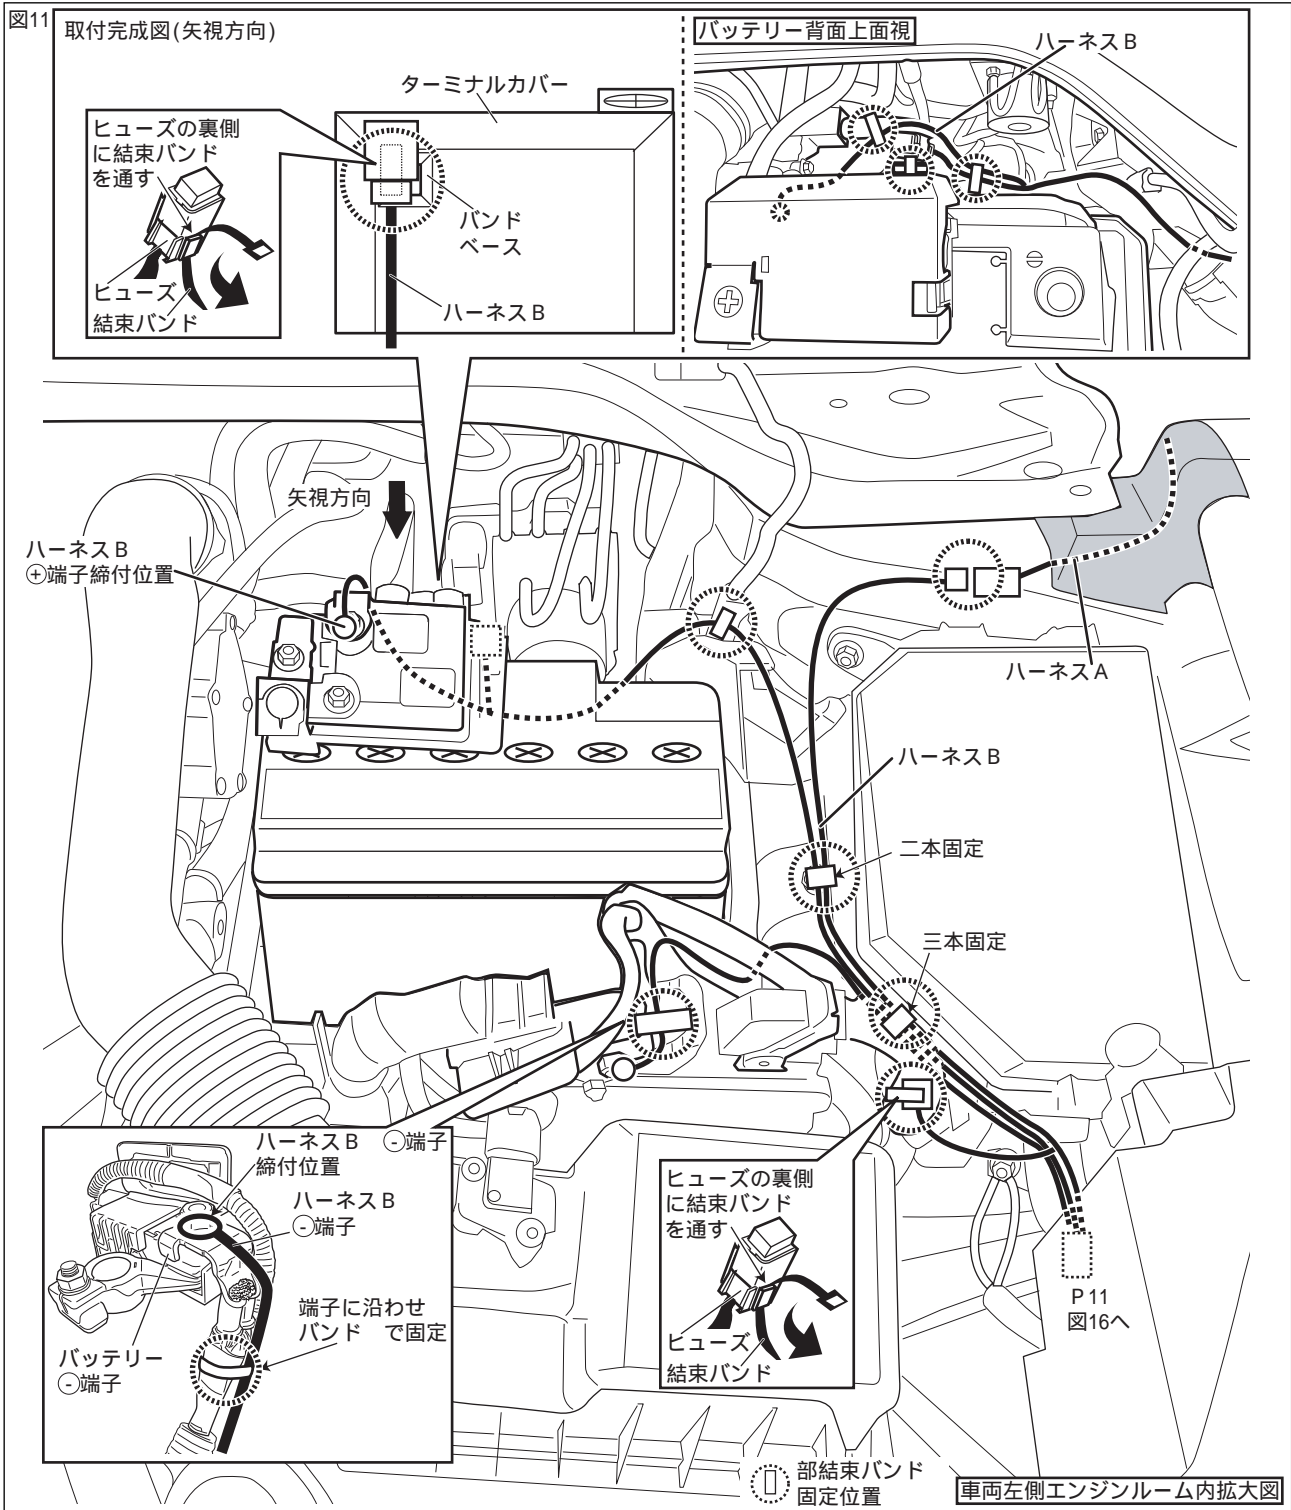 図11
取付完成図(矢視方向)
ターミナルカバー
ヒューズの裏側
に結束バンド
を通す
ヒューズ
結束バンド
バンド
ベース
ハーネスB
バッテリー背面上面視
ハーネスB
矢視方向
ハーネスB
⊕端子締付位置
ハーネスA
ハーネスB
二本固定
三本固定
ハーネスB ⊖端子
締付位置
ハーネスB
⊖端子
端子に沿わせ
バンド で固定
バッテリー
⊖端子
ヒューズの裏側
に結束バンド
を通す
ヒューズ
結束バンド
P11
図16へ
部結束バンド
固定位置
車両左側エンジンルーム内拡大図